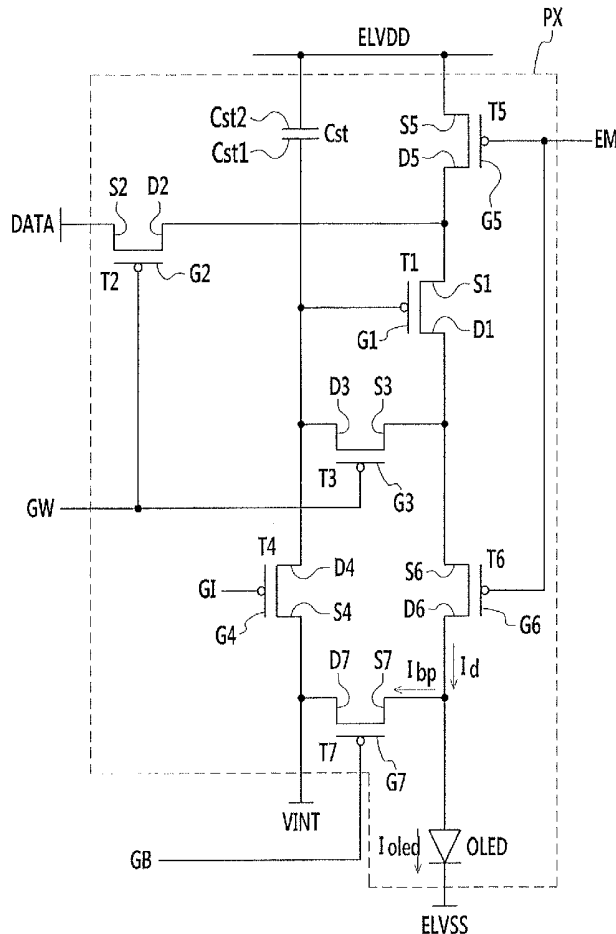 PX
ELVDD
Cst2
Cst
Cst1
S5
T5
EM
D5
G5
S2
D2
DATA
T2
G2
T1
S1
G1
D1
D3
S3
T3
G3
GW
T4
D4
GI
G4
S4
S6
T6
D6
G6
D7
S7
Ibp
Id
T7
G7
VINT
GB
Ioled
OLED
ELVSS